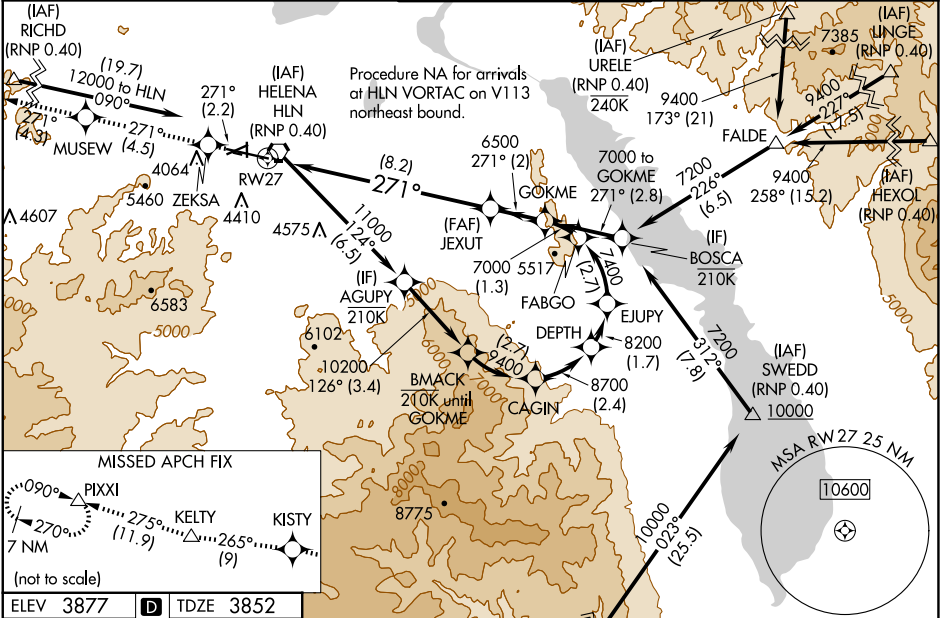 (IAF)
RICHD
(RNP 0.40)
(19.7)
12000 to HLN
090°
271°
(4.3)
MUSEW
271°
(4.5)
271°
(2.2)
4064
ZEKSA
RW27
(IAF)
HELENA
HLN
(RNP 0.40)
Procedure NA for arrivals
at HLN VORTAC on V113
northeast bound.
(IAF)
URELE
(RNP 0.40)
240K
7385
(IAF)
LINGE
(RNP 0.40)
9400
173° (21)
9400
227°
(17.5)
FALDE
9400
258° (15.2)
(IAF)
HEXOL
(RNP 0.40)
7200
226°
(6.5)
(8.2)
271°
6500
271° (2)
GOKME
7000 to
GOKME
271° (2.8)
(FAF)
JEXUT
7000
(1.3)
5517
FABGO
(IF)
BOSCA
210K
7400
(2.7)
EJUPY
DEPTH
8200
(1.7)
8700
(2.4)
CAGIN
(2.7)
9400
BMACK
210K until
GOKME
10200
126° (3.4)
(IF)
AGUPY
210K
11000
124°
(6.5)
4575
4410
5460
4607
6583
6102
5000
5000
5000
6000
7000
8000
6000
8775
7200
312°
(7.8)
(IAF)
SWEDD
(RNP 0.40)
10000
10000
023°
(25.5)
MSA RW27 25 NM
10600
MISSED APCH FIX
090°
PIXXI
270°
7 NM
275°
(11.9)
KELTY
265°
(9)
KISTY
(not to scale)
ELEV 3877 D TDZE 3852